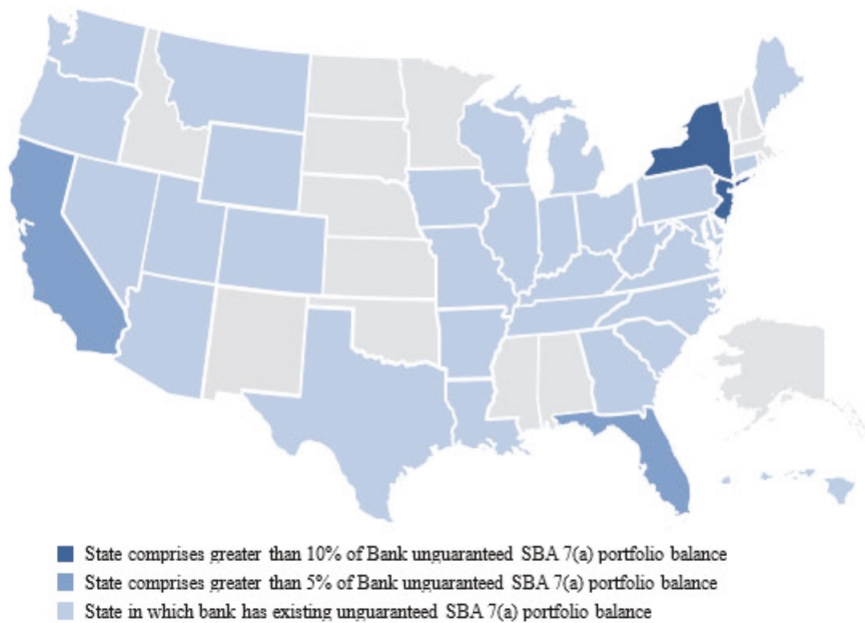 State comprises greater than 10% of Bank unguaranteed SBA 7(a) portfolio balance
State comprises greater than 5% of Bank unguaranteed SBA 7(a) portfolio balance
State in which bank has existing unguaranteed SBA 7(a) portfolio balance